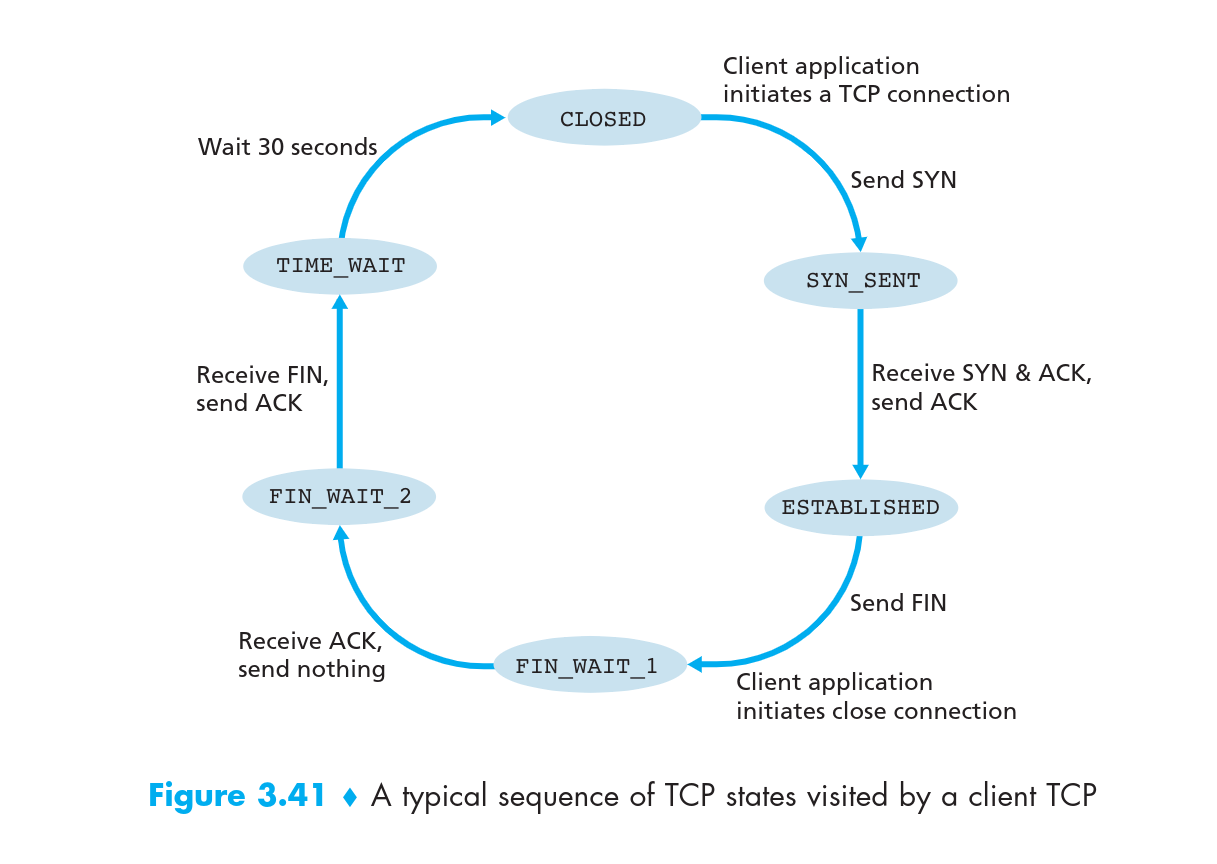 Client application
initiates a TCP connection
CLOSED
Wait 30 seconds
Send SYN
TIME_WAIT
SYN_SENT
Receive FIN,
send ACK
Receive SYN & ACK,
send ACK
FIN_WAIT_2
ESTABLISHED
Send FIN
Receive ACK,
send nothing
FIN_WAIT_1
Client application
initiates close connection
Figure 3.41 ♦ A typical sequence of TCP states visited by a client TCP